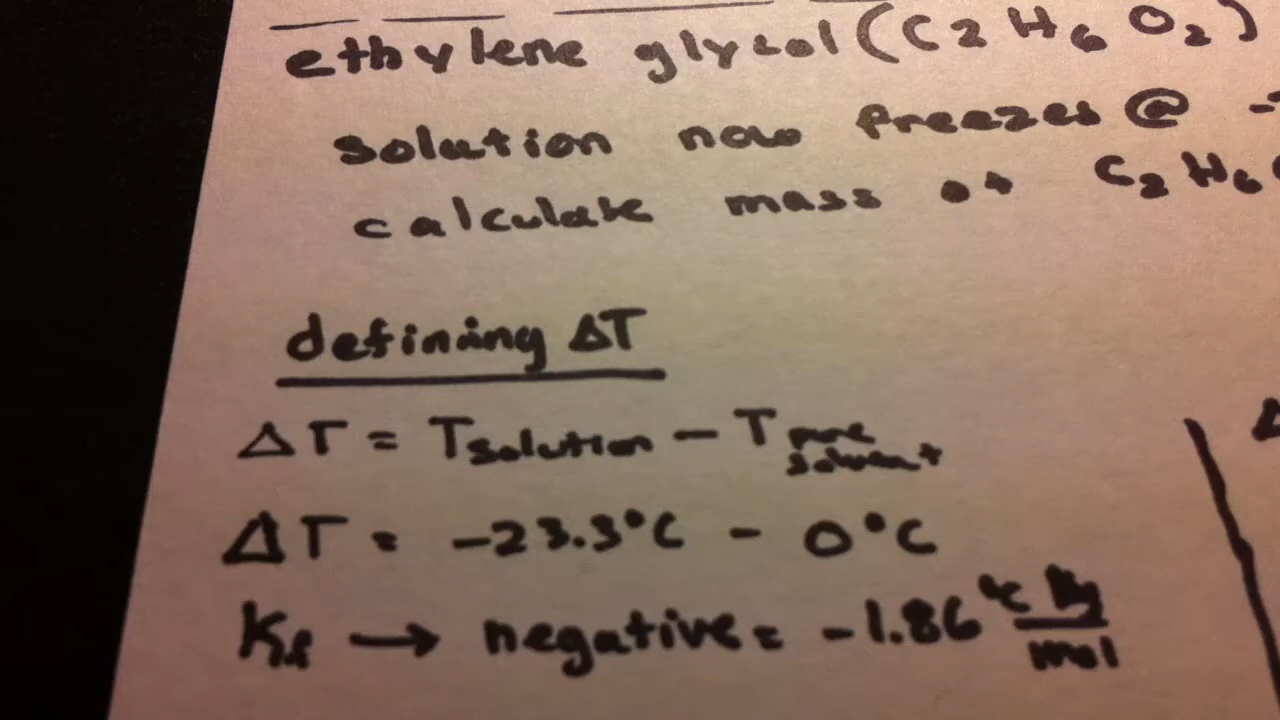 ethylene glycol (C2H6O2)
solution now freezes @ -
calculate mass of C2H6
defining ΔT
ΔT = Tsolution - Tpure solvent
ΔT = -23.3°C - 0°C
Kf → negative = -1.86 °C kg/mol